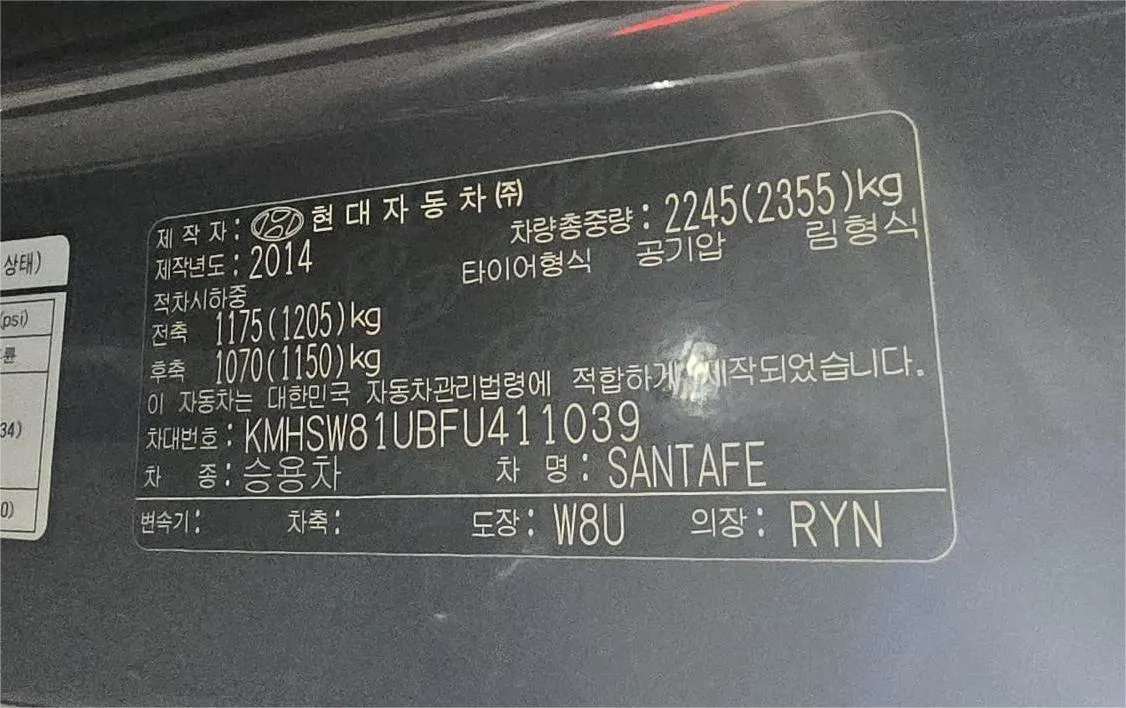 제 작 자 : 현대자동차㈜
제작년도 : 2014
차량총중량 : 2245(2355)kg
타이어형식 공기압 림형식
적차시하중
전축 1175(1205)kg
후축 1070(1150)kg
이 자동차는 대한민국 자동차관리법령에 적합하게 제작되었습니다.
차대번호 : KMHSW81UBFU411039
차 종 : 승용차 차 명 : SANTAFE
변속기 : 차축 : 도장 : W8U 의장 : RYN
상태)
(psi)
34)
0)